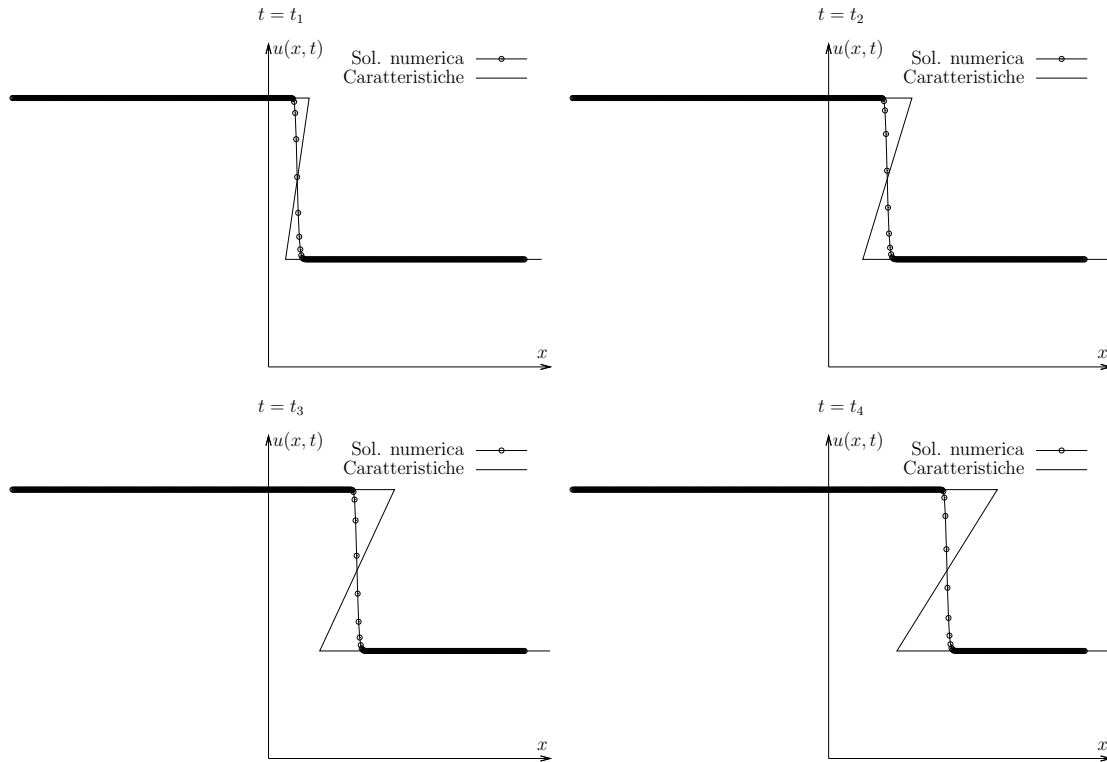 t = t₁
u(x, t)
Sol. numerica
Caratteristiche
x
t = t₂
u(x, t)
Sol. numerica
Caratteristiche
x
t = t₃
u(x, t)
Sol. numerica
Caratteristiche
x
t = t₄
u(x, t)
Sol. numerica
Caratteristiche
x